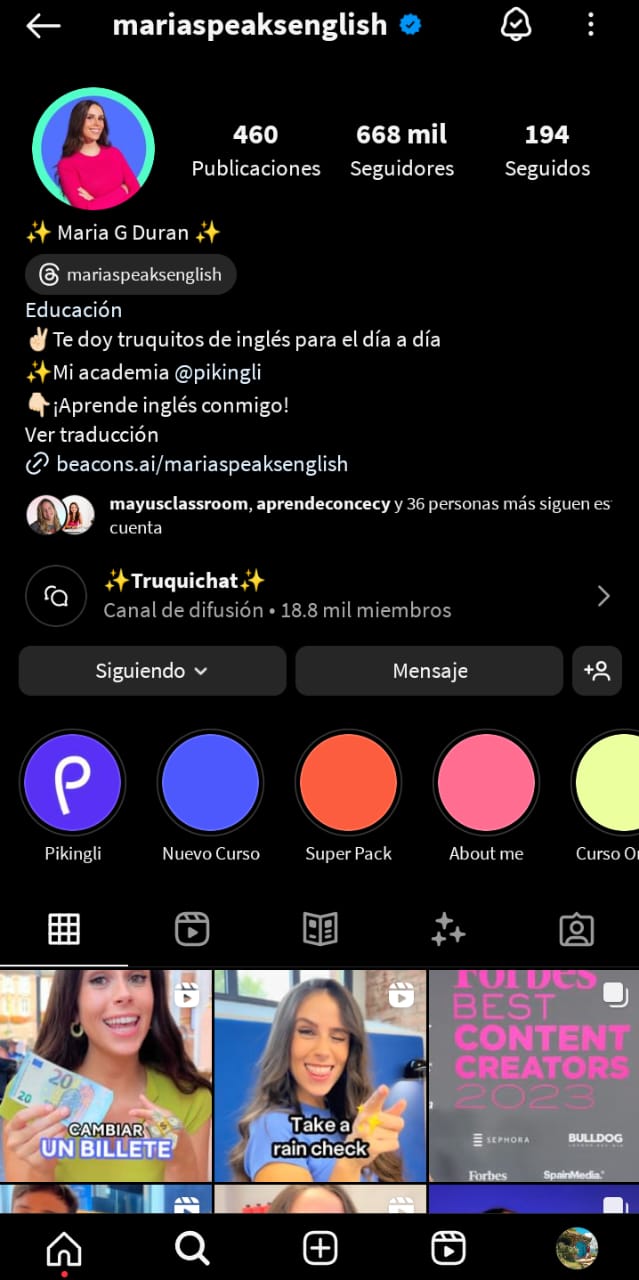 mariaspeaksenglish
460
668 mil
194
Publicaciones
Seguidores
Seguidos
✨ Maria G Duran ✨
mariaspeaksenglish
Educación
✌🏻Te doy truquitos de inglés para el día a día
✨Mi academia @pikingli
👇🏻¡Aprende inglés conmigo!
Ver traducción
beacons.ai/mariaspeaksenglish
mayusclassroom, aprendeconcecy y 36 personas más siguen es
cuenta
✨Truquichat✨
Canal de difusión • 18.8 mil miembros
Siguiendo
Mensaje
Pikingli
Nuevo Curso
Super Pack
About me
Curso
20
20
CAMBIAR
UN BILLETE
Take a
rain check
Forbes
BEST
CONTENT
CREATORS
2023
SEPHORA
BULLDOG
Forbes
SpainMedia.